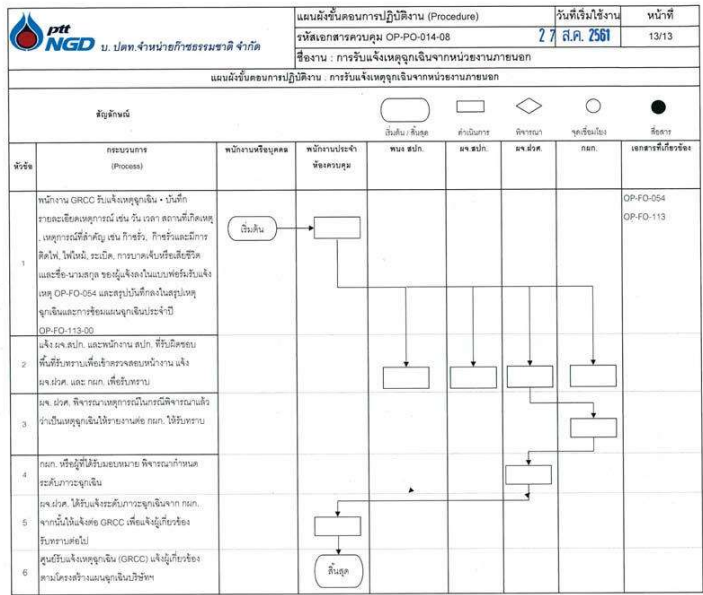 ptt
NGD บ. ปตท.จำหน่ายก๊าซธรรมชาติ จำกัด
แผนผังขั้นตอนการปฏิบัติงาน (Procedure)
วันที่เริ่มใช้งาน
หน้าที่
รหัสเอกสารควบคุม OP-PO-014-08
27 ส.ค. 2561
13/13
ชื่องาน : การรับแจ้งเหตุฉุกเฉินจากหน่วยงานภายนอก
แผนผังขั้นตอนการปฏิบัติงาน : การรับแจ้งเหตุฉุกเฉินจากหน่วยงานภายนอก
สัญลักษณ์
เริ่มต้น / สิ้นสุด
ดำเนินการ
พิจารณา
จุดเชื่อมโยง
สื่อสาร
หัวข้อ
กระบวนการ
(Process)
พนักงานหรือบุคคล
พนักงานประจำ
ห้องควบคุม
พนง สปก.
ผจ.สปก.
ผจ.ฝวศ.
กผก.
เอกสารที่เกี่ยวข้อง
1
พนักงาน GRCC รับแจ้งเหตุฉุกเฉิน - บันทึก
รายละเอียดเหตุการณ์ เช่น วัน เวลา สถานที่เกิดเหตุ
, เหตุการณ์ที่สำคัญ เช่น ก๊าซรั่ว, ก๊าซรั่วและมีการ
ติดไฟ, ไฟไหม้, ระเบิด, การบาดเจ็บหรือเสียชีวิต
และชื่อ-นามสกุล ของผู้แจ้งลงในแบบฟอร์มรับแจ้ง
เหตุ OP-FO-054 และสรุปบันทึกลงในสรุปเหตุ
ฉุกเฉินและการซ้อมแผนฉุกเฉินประจำปี
OP-FO-113-00
เริ่มต้น
OP-FO-054
OP-FO-113
2
แจ้ง ผจ.สปก. และพนักงาน สปก. ที่รับผิดชอบ
พื้นที่รับทราบเพื่อเข้าตรวจสอบหน้างาน แจ้ง
ผจ.ฝวศ. และ กผก. เพื่อรับทราบ
3
ผจ. ฝวศ. พิจารณาเหตุการณ์ในกรณีพิจารณาแล้ว
ว่าเป็นเหตุฉุกเฉินให้รายงานต่อ กผก. ให้รับทราบ
4
กผก. หรือผู้ที่ได้รับมอบหมาย พิจารณากำหนด
ระดับภาวะฉุกเฉิน
5
ผจ.ฝวศ. ได้รับแจ้งระดับภาวะฉุกเฉินจาก กผก.
จากนั้นให้แจ้งต่อ GRCC เพื่อแจ้งผู้เกี่ยวข้อง
รับทราบต่อไป
6
ศูนย์รับแจ้งเหตุฉุกเฉิน (GRCC) แจ้งผู้เกี่ยวข้อง
ตามโครงสร้างแผนฉุกเฉินบริษัทฯ
สิ้นสุด